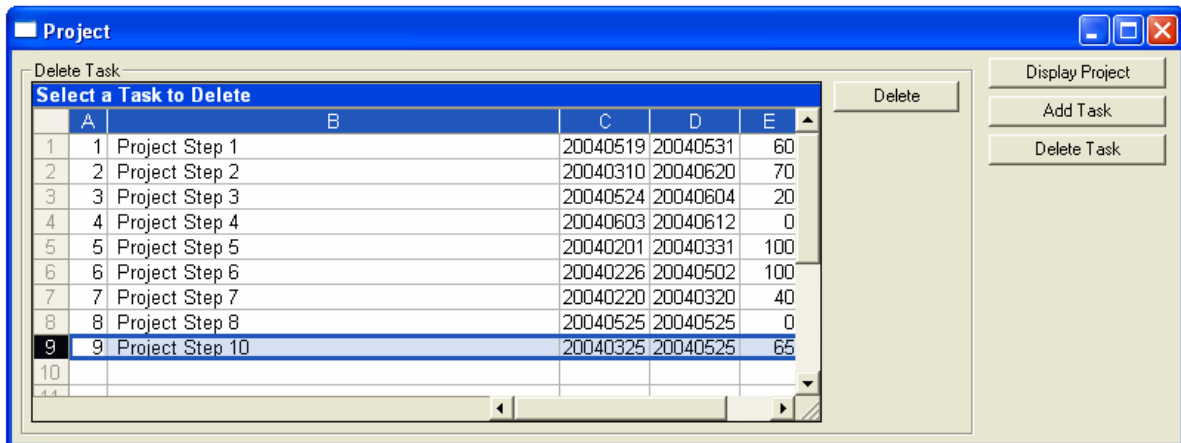 Project
Delete Task
Select a Task to Delete
A B C D E
1 1 Project Step 1 20040519 20040531 60
2 2 Project Step 2 20040310 20040620 70
3 3 Project Step 3 20040524 20040604 20
4 4 Project Step 4 20040603 20040612 0
5 5 Project Step 5 20040201 20040331 100
6 6 Project Step 6 20040226 20040502 100
7 7 Project Step 7 20040220 20040320 40
8 8 Project Step 8 20040525 20040525 0
9 9 Project Step 10 20040325 20040525 65
10
11
Delete
Display Project
Add Task
Delete Task